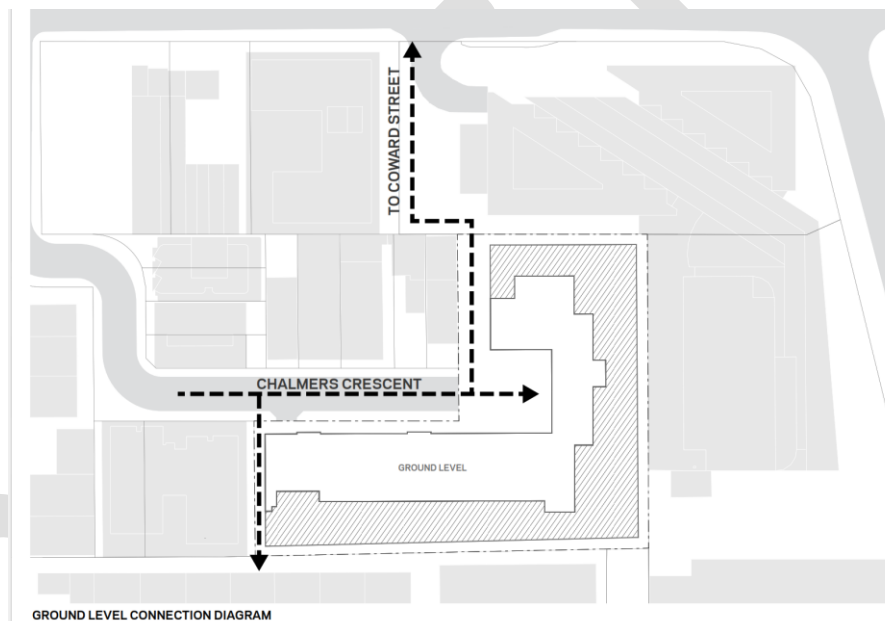 TO COWARD STREET
CHALMERS CRESCENT
GROUND LEVEL
GROUND LEVEL CONNECTION DIAGRAM